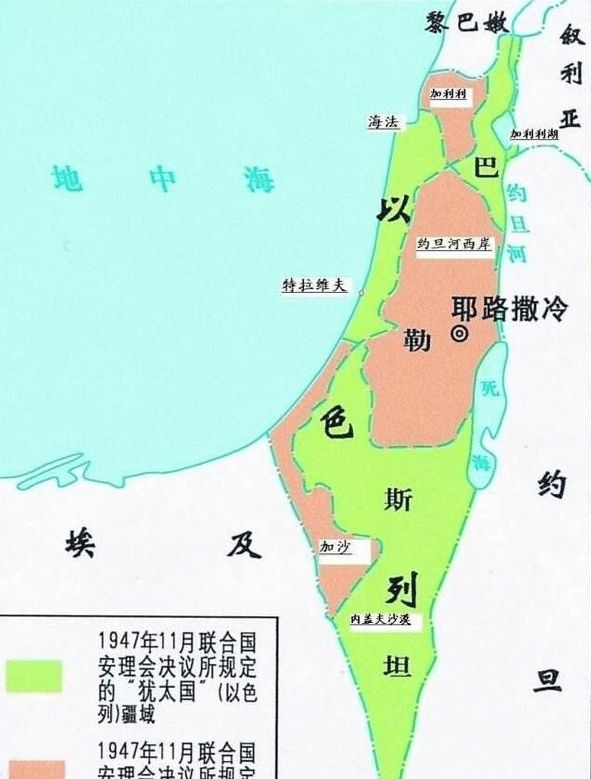 黎巴嫩
叙利亚
加利利
海法
加利利湖
地中海
巴
约旦河
以
约旦河西岸
特拉维夫
耶路撒冷
勒
死海
色
约旦
斯
埃及
加沙
列
内盖夫沙漠
坦
1947年11月联合国
安理会决议所规定
的“犹太国”(以色
列)疆域
1947年11月联合国
安理会决议所规定